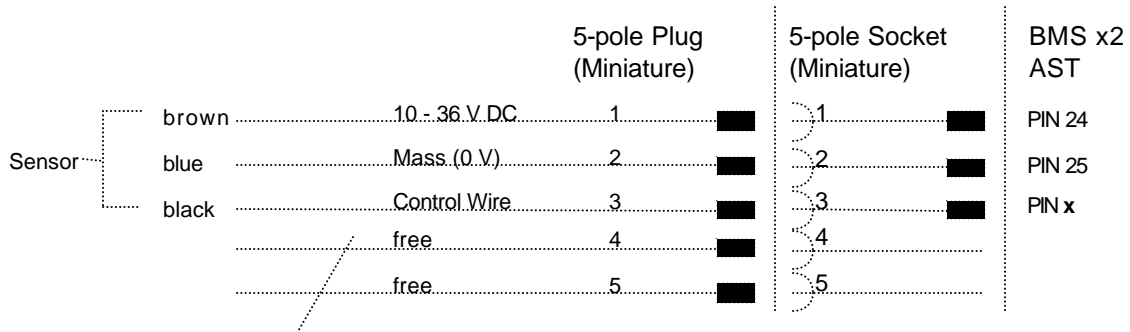 5-pole Plug 5-pole Socket BMS x2
(Miniature) (Miniature) AST
brown 10 - 36 V DC 1 1 PIN 24
Sensor blue Mass (0 V) 2 2 PIN 25
black Control Wire 3 3 PIN x
free 4 4
free 5 5